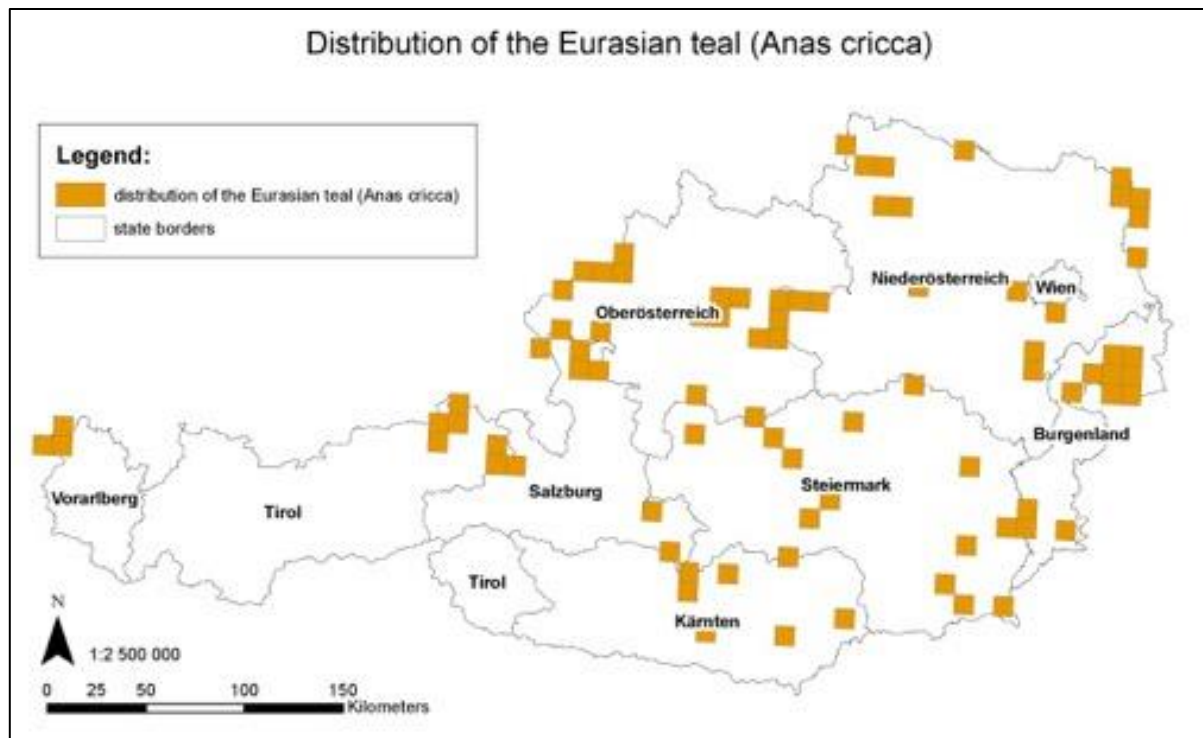 Distribution of the Eurasian teal (Anas cricca)
Legend:
distribution of the Eurasian teal (Anas cricca)
state borders
Niederösterreich
Wien
Oberösterreich
Burgenland
Steiermark
Salzburg
Vorarlberg
Tirol
Tirol
Kärnten
N
1:2 500 000
0 25 50 100 150
Kilometers